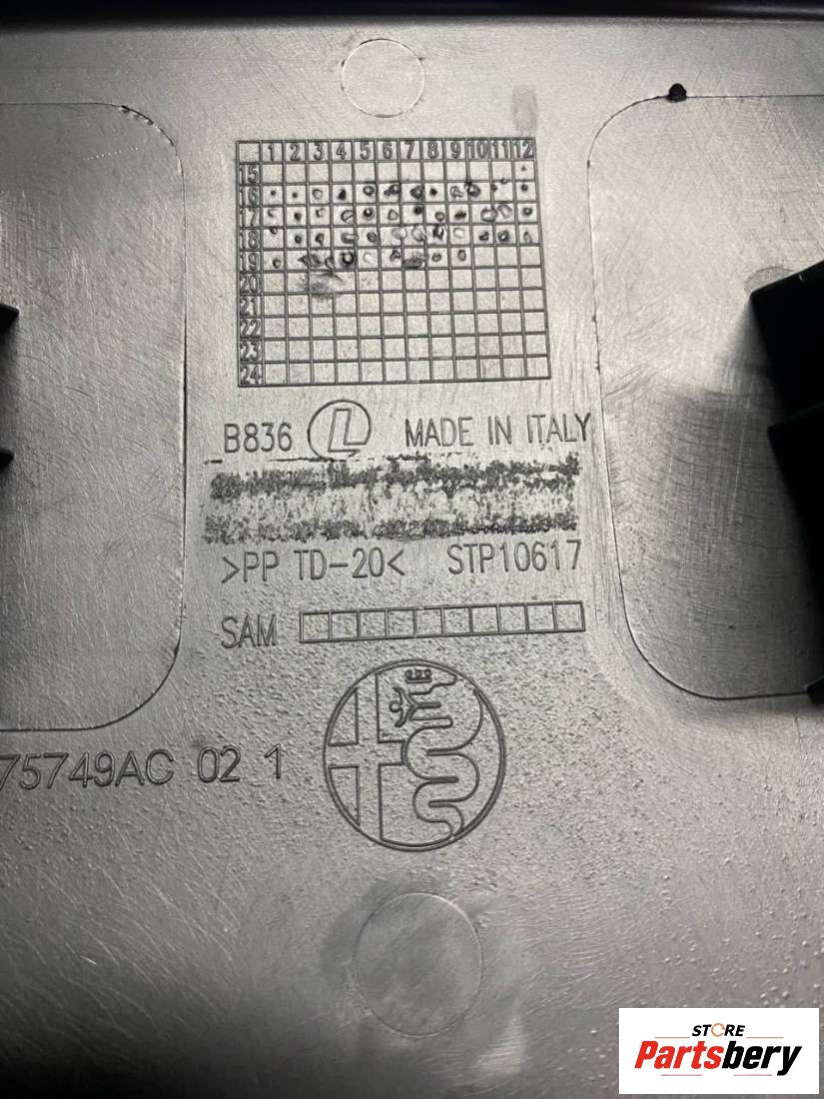 1 2 3 4 5 6 7 8 9 10 11 12
15
16
17
18
19
20
21
22
23
24
B836 L MADE IN ITALY
>PP TD-20< STP10617
SAM
75749AC 02 1
STORE
Partsbery